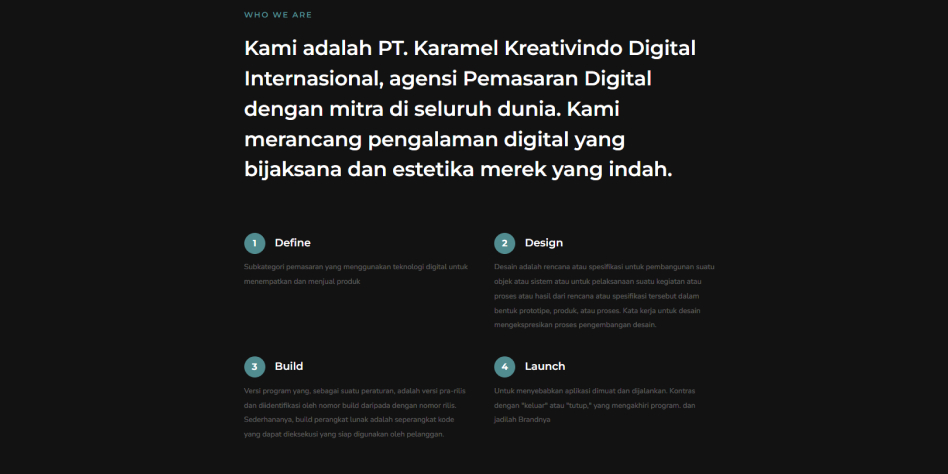 WHO WE ARE
Kami adalah PT. Karamel Kreativindo Digital
Internasional, agensi Pemasaran Digital
dengan mitra di seluruh dunia. Kami
merancang pengalaman digital yang
bijaksana dan estetika merek yang indah.
1 Define
Subkategori pemasaran yang menggunakan teknologi digital untuk
menempatkan dan menjual produk
2 Design
Desain adalah rencana atau spesifikasi untuk pembangunan suatu
objek atau sistem atau untuk pelaksanaan suatu kegiatan atau
proses atau hasil dari rencana atau spesifikasi tersebut dalam
bentuk prototipe, produk, atau proses. Kata kerja untuk desain
mengekspresikan proses pengembangan desain.
3 Build
Versi program yang, sebagai suatu peraturan, adalah versi pra-rilis
dan diidentifikasi oleh nomor build daripada dengan nomor rilis.
Sederhananya, build perangkat lunak adalah seperangkat kode
yang dapat dieksekusi yang siap digunakan oleh pelanggan.
4 Launch
Untuk menyebabkan aplikasi dimuat dan dijalankan. Kontras
dengan "keluar" atau "tutup," yang mengakhiri program. dan
jadilah Brandnya